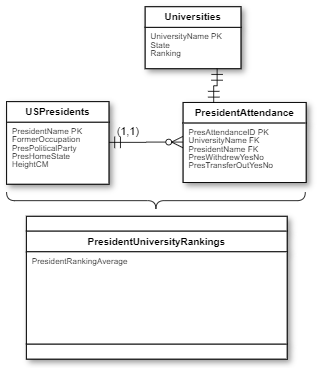 Universities
UniversityName PK
State
Ranking
USPresidents
PresidentName PK
FormerOccupation
PresPoliticalParty
PresHomeState
HeightCM
(1,1)
PresidentAttendance
PresAttendanceID PK
UniversityName FK
PresidentName FK
PresWithdrewYesNo
PresTransferOutYesNo
PresidentUniversityRankings
PresidentRankingAverage